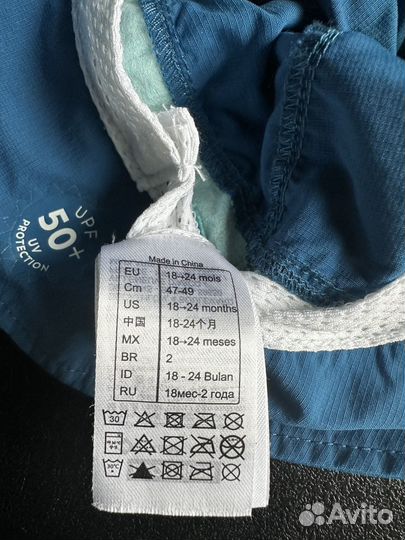 UPF
50+
UV
PROTECTION
Made in China
EU 18→24 mois
Cm 47-49
US 18→24 months
中国 18-24个月
MX 18→24 meses
BR 2
ID 18 - 24 Bulan
RU 18мес-2 года
30
30°C
Avito